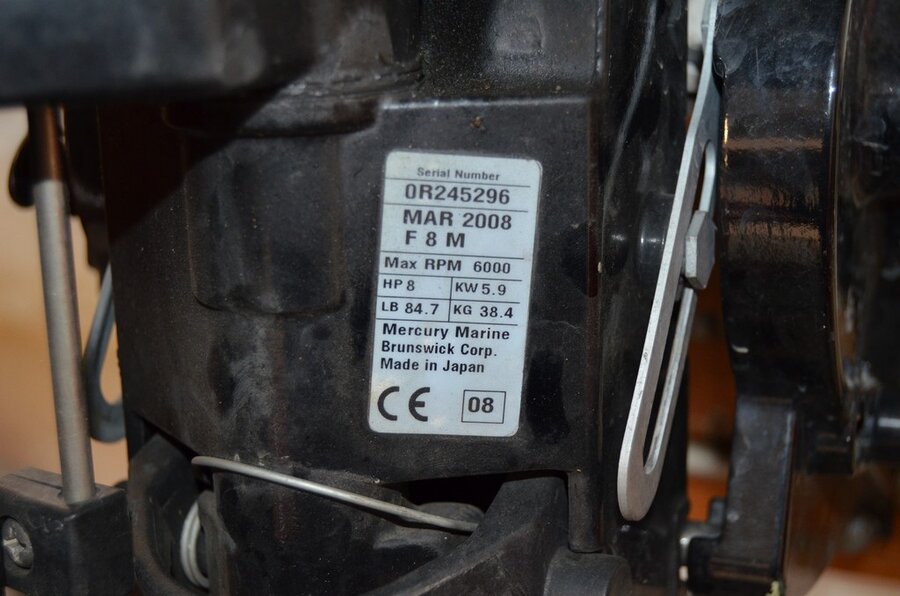 Serial Number
0R245296
MAR 2008
F 8 M
Max RPM 6000
HP 8 KW 5.9
LB 84.7 KG 38.4
Mercury Marine
Brunswick Corp.
Made in Japan
CE 08